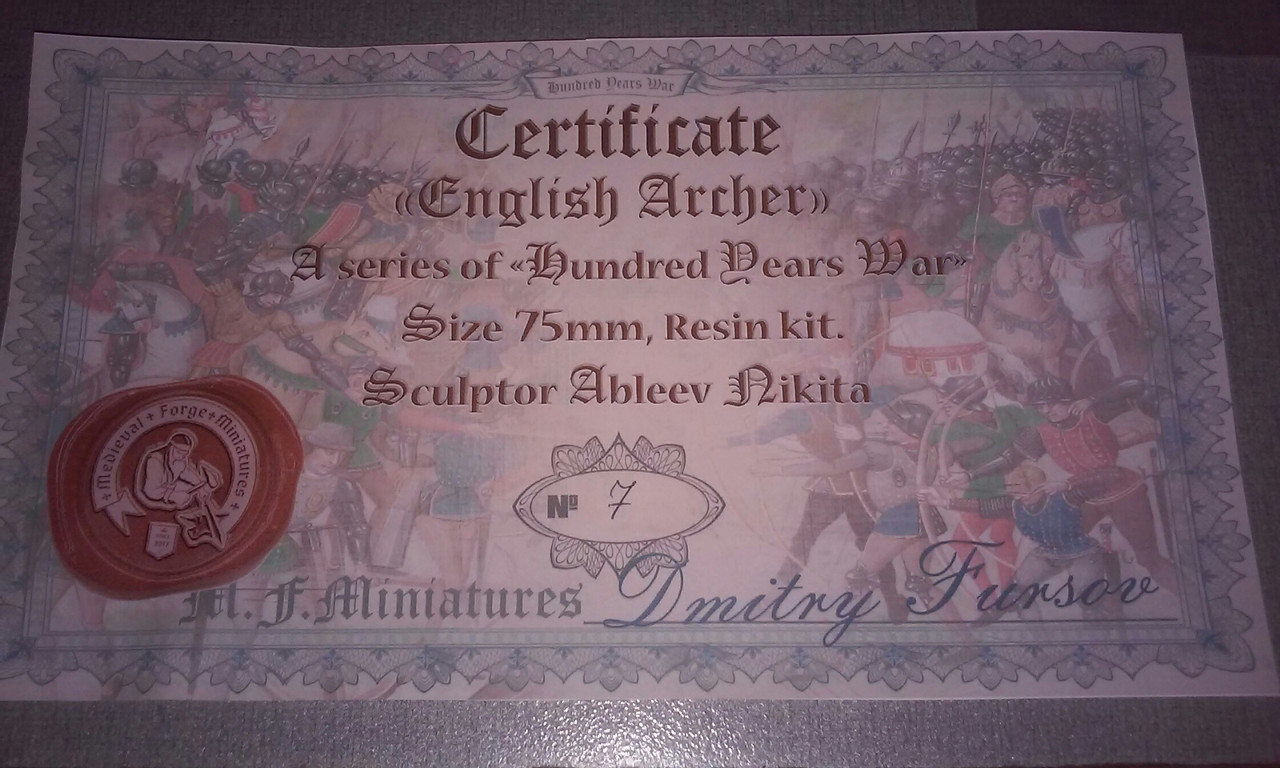 Hundred Years War
Certificate
«English Archer»
A series of «Hundred Years War»
Size 75mm, Resin kit.
Sculptor Ableev Nikita
+Medieval+Forge+Miniatures+
№ 7
M.F.Miniatures Dmitry Fursov